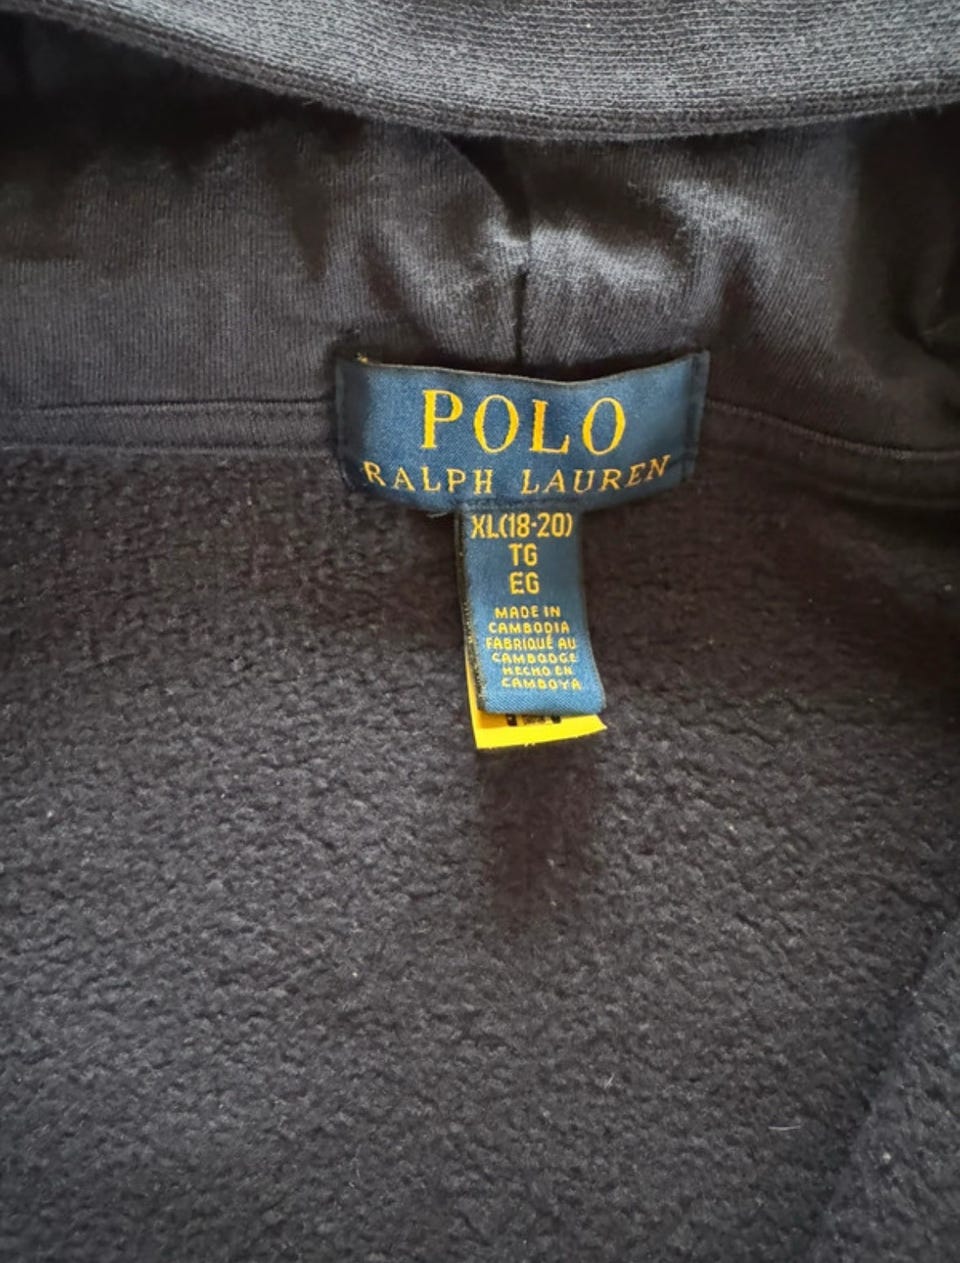 POLO
RALPH LAUREN
XL(18-20)
TG
EG
MADE IN
CAMBODIA
FABRIQUÉ AU
CAMBODGE
HECHO EN
CAMBOYA